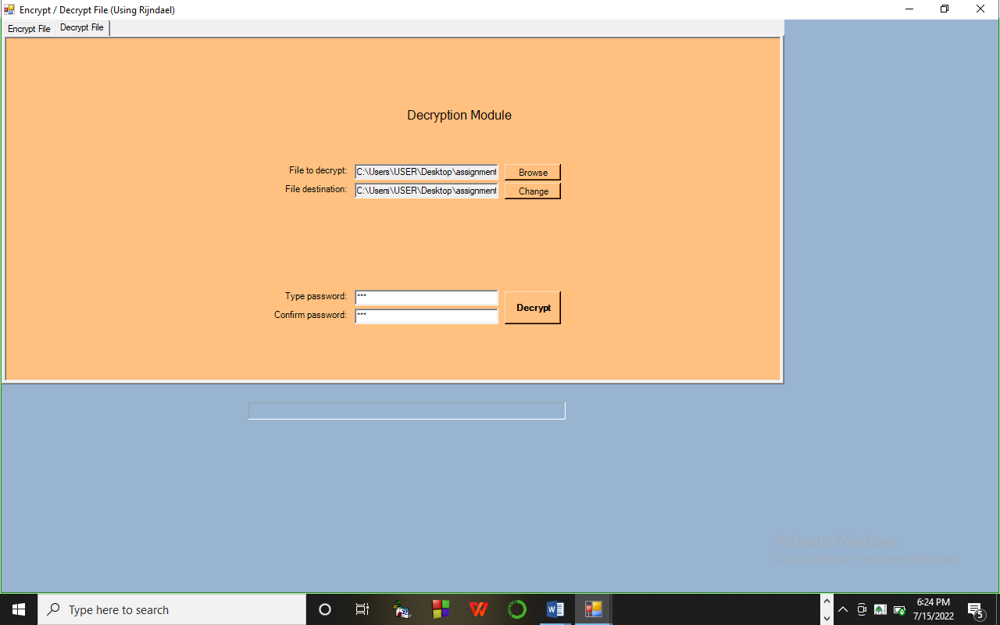 Encrypt / Decrypt File (Using Rijndael)
Encrypt File Decrypt File
Decryption Module
File to decrypt: C:\Users\USER\Desktop\assignment Browse
File destination: C:\Users\USER\Desktop\assignment Change
Type password: ***
Confirm password: ***
Decrypt
Activate Windows
Go to Settings to activate Windows.
Type here to search
6:24 PM
7/15/2022
5